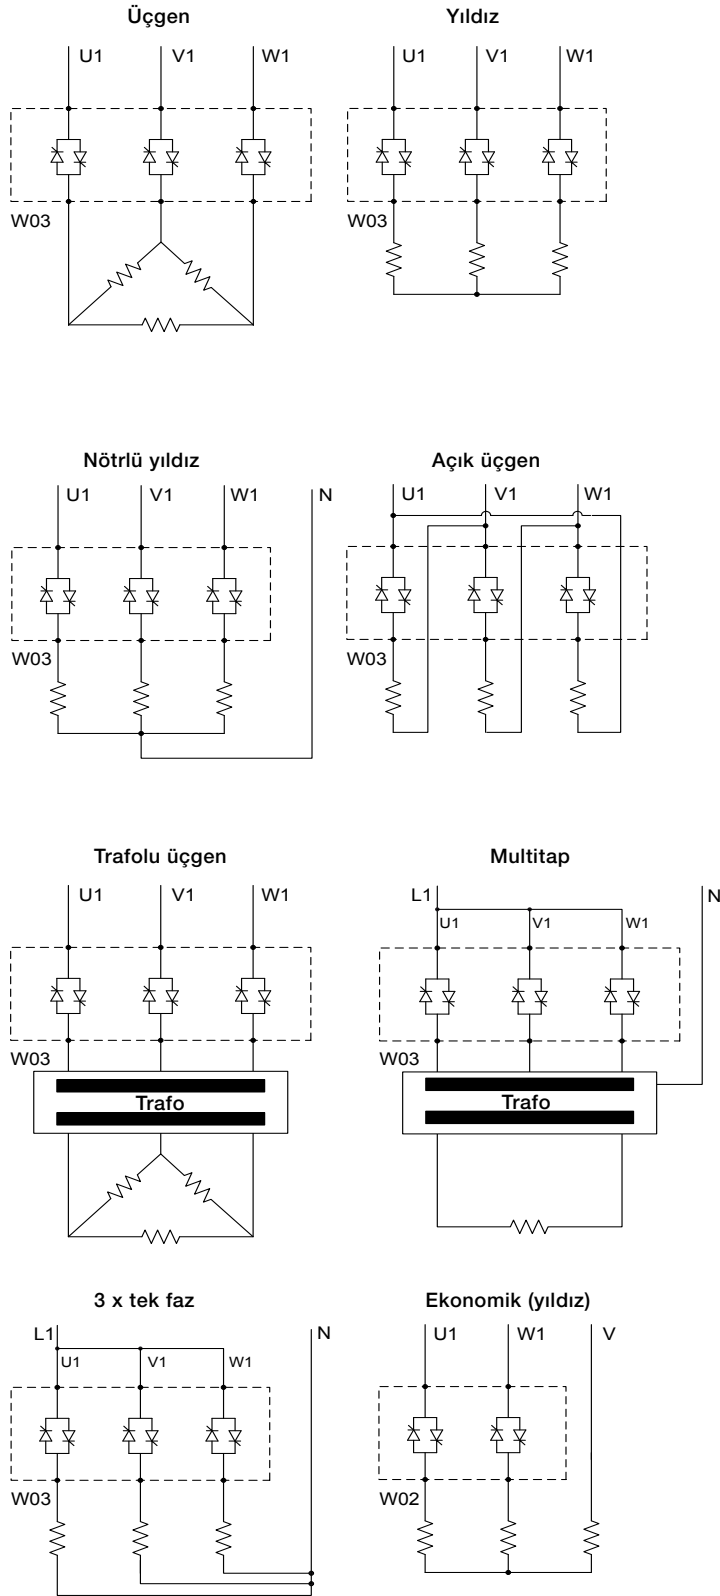 Üçgen
U1 V1 W1
W03
Yıldız
U1 V1 W1
W03
Nötrlü yıldız
U1 V1 W1 N
W03
Açık üçgen
U1 V1 W1
W03
Trafolu üçgen
U1 V1 W1
W03
Trafo
Multitap
L1 N
U1 V1 W1
W03
Trafo
3 x tek faz
L1 N
U1 V1 W1
W03
Ekonomik (yıldız)
U1 W1 V
W02